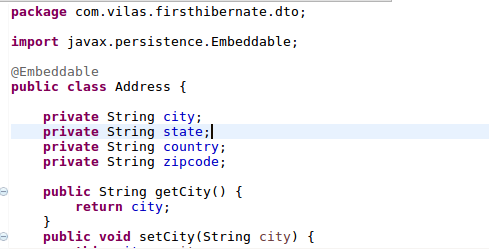 package com.vilas.firsthibernate.dto;
import javax.persistence.Embeddable;
@Embeddable
public class Address {
private String city;
private String state;
private String country;
private String zipcode;
public String getCity() {
return city;
}
public void setCity(String city) {